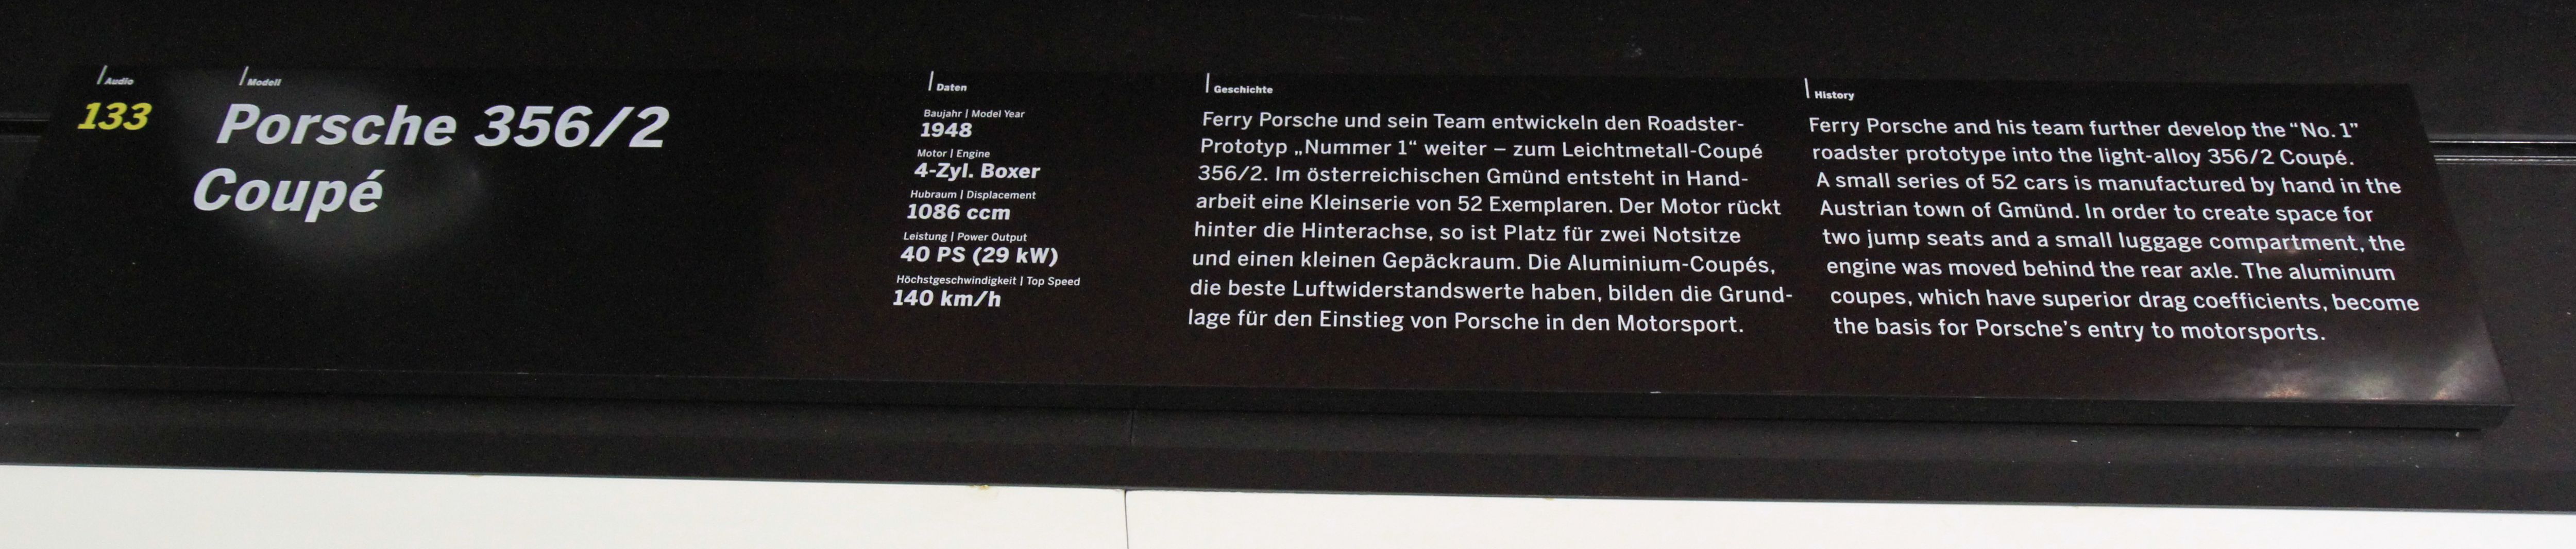 Audio
133
Modell
Porsche 356/2
Coupé
Daten
Baujahr | Model Year
1948
Motor | Engine
4-Zyl. Boxer
Hubraum | Displacement
1086 ccm
Leistung | Power Output
40 PS (29 kW)
Höchstgeschwindigkeit | Top Speed
140 km/h
Geschichte
Ferry Porsche und sein Team entwickeln den Roadster-
Prototyp „Nummer 1“ weiter – zum Leichtmetall-Coupé
356/2. Im österreichischen Gmünd entsteht in Hand-
arbeit eine Kleinserie von 52 Exemplaren. Der Motor rückt
hinter die Hinterachse, so ist Platz für zwei Notsitze
und einen kleinen Gepäckraum. Die Aluminium-Coupés,
die beste Luftwiderstandswerte haben, bilden die Grund-
lage für den Einstieg von Porsche in den Motorsport.
History
Ferry Porsche and his team further develop the “No. 1”
roadster prototype into the light-alloy 356/2 Coupé.
A small series of 52 cars is manufactured by hand in the
Austrian town of Gmünd. In order to create space for
two jump seats and a small luggage compartment, the
engine was moved behind the rear axle. The aluminum
coupes, which have superior drag coefficients, become
the basis for Porsche’s entry to motorsports.